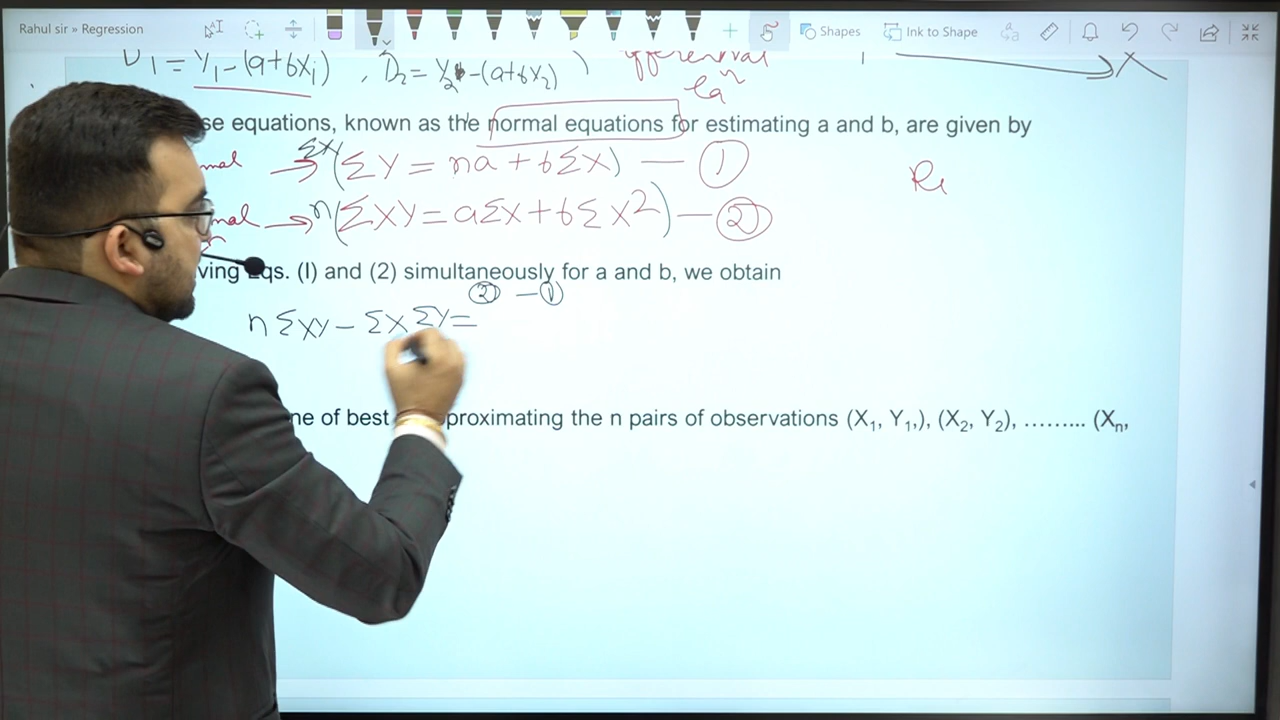 Rahul sir » Regression
Shapes
Ink to Shape
D₁ = Y₁-(a+bX₁) , D₂ = Y₂-(a+bX₂)
X
se equations, known as the normal equations for estimating a and b, are given by
mal → ΣX(ΣY = na + bΣX) — ①
mal → n(ΣXY = aΣX + bΣX²) — ②
ving Eqs. (I) and (2) simultaneously for a and b, we obtain
② — ①
nΣXY - ΣXΣY =
ne of best proximating the n pairs of observations (X₁, Y₁,), (X₂, Y₂), ……... (Xₙ,